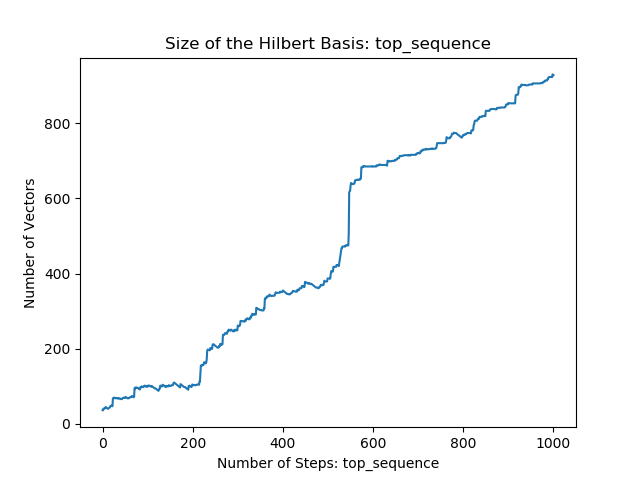 Size of the Hilbert Basis: top_sequence
Number of Vectors
800
600
400
200
0
0 200 400 600 800 1000
Number of Steps: top_sequence